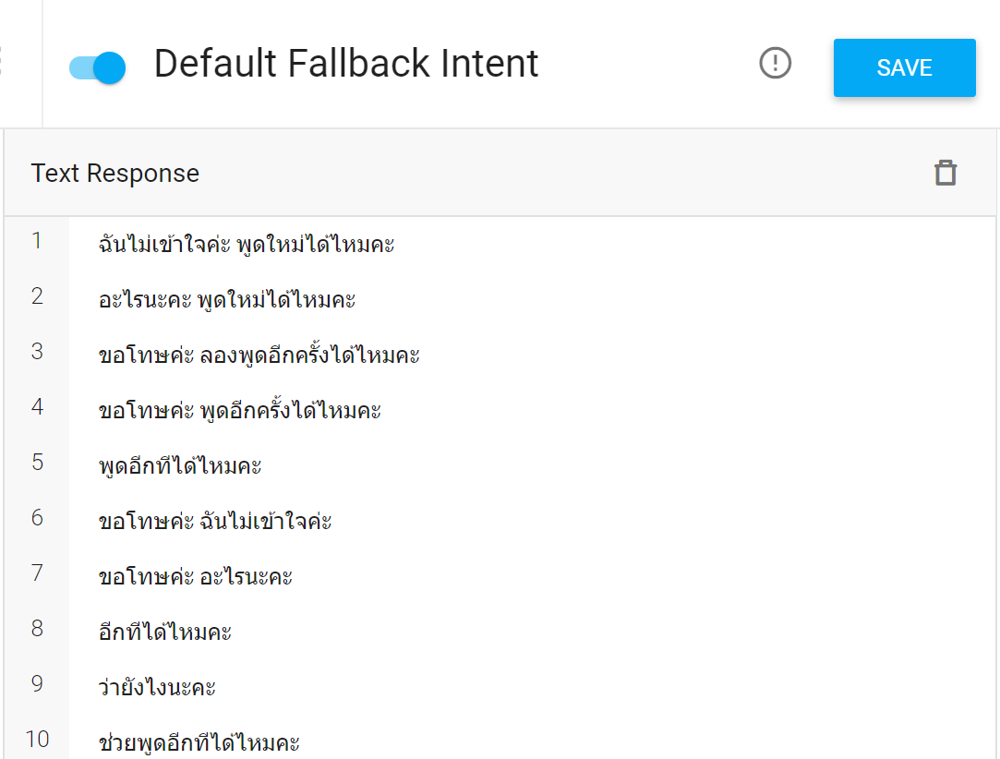 Default Fallback Intent
SAVE
Text Response
1 ฉันไม่เข้าใจค่ะ พูดใหม่ได้ไหมคะ
2 อะไรนะคะ พูดใหม่ได้ไหมคะ
3 ขอโทษค่ะ ลองพูดอีกครั้งได้ไหมคะ
4 ขอโทษค่ะ พูดอีกครั้งได้ไหมคะ
5 พูดอีกทีได้ไหมคะ
6 ขอโทษค่ะ ฉันไม่เข้าใจค่ะ
7 ขอโทษค่ะ อะไรนะคะ
8 อีกทีได้ไหมคะ
9 ว่ายังไงนะคะ
10 ช่วยพูดอีกทีได้ไหมคะ